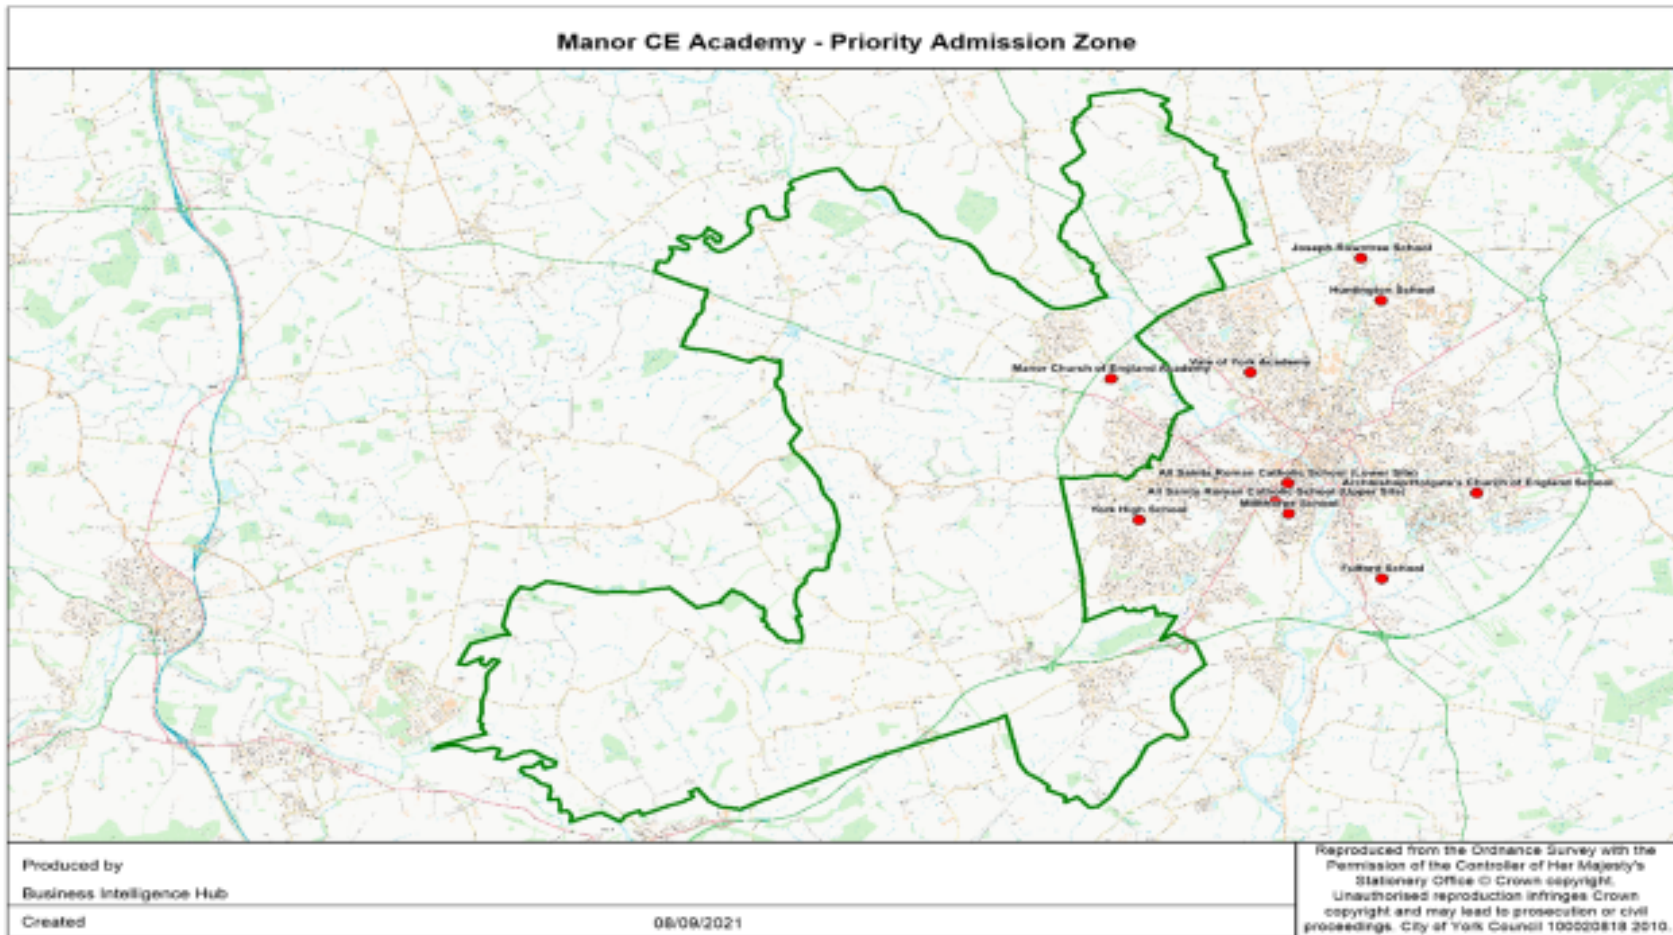 Manor CE Academy - Priority Admission Zone
Joseph Rowntree School
Huntington School
Vale of York Academy
Manor Church of England Academy
All Saints Roman Catholic School (Lower Site)
Archbishop Holgate's Church of England School
All Saints Roman Catholic School (Upper Site)
Millthorpe School
York High School
Fulford School
Produced by
Business Intelligence Hub
Created
08/09/2021
Reproduced from the Ordnance Survey with the
Permission of the Controller of Her Majesty's
Stationery Office © Crown copyright.
Unauthorised reproduction infringes Crown
copyright and may lead to prosecution or civil
proceedings. City of York Council 100020818 2010.